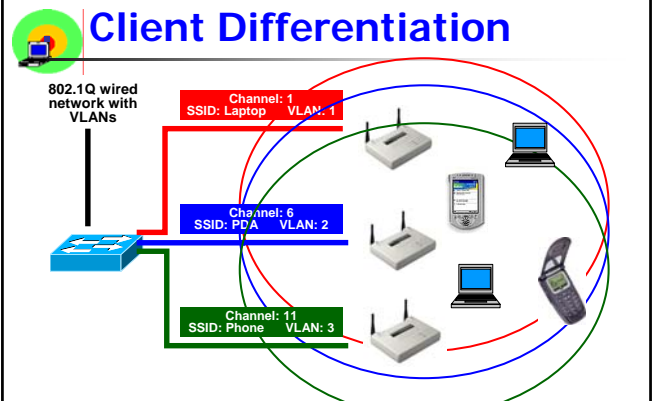 Client Differentiation
802.1Q wired
network with
VLANs
Channel: 1
SSID: Laptop VLAN: 1
Channel: 6
SSID: PDA VLAN: 2
Channel: 11
SSID: Phone VLAN: 3